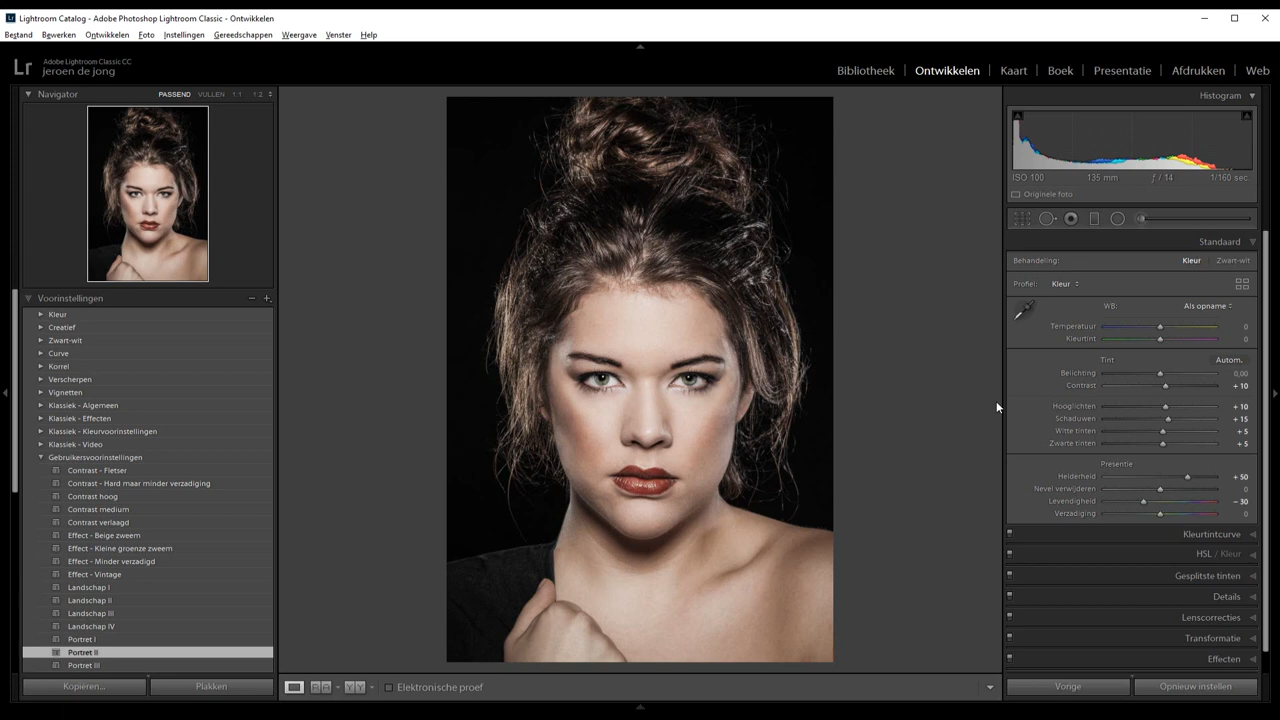 Lightroom Catalog - Adobe Photoshop Lightroom Classic - Ontwikkelen
Bestand Bewerken Ontwikkelen Foto Instellingen Gereedschappen Weergave Venster Help
Lr Adobe Lightroom Classic CC
jeroen de jong
Bibliotheek Ontwikkelen Kaart Boek Presentatie Afdrukken Web
Navigator PASSEND VULLEN 1:1 1:2
Voorinstellingen
Kleur
Creatief
Zwart-wit
Curve
Korrel
Verscherpen
Vignetten
Klassiek - Algemeen
Klassiek - Effecten
Klassiek - Kleurvoorinstellingen
Klassiek - Video
Gebruikersvoorinstellingen
Contrast - Fletser
Contrast - Hard maar minder verzadiging
Contrast hoog
Contrast medium
Contrast verlaagd
Effect - Beige zweem
Effect - Kleine groenze zweem
Effect - Minder verzadigd
Effect - Vintage
Landschap I
Landschap II
Landschap III
Landschap IV
Portret I
Portret II
Portret III
Kopiëren... Plakken
Elektronische proef
Histogram
ISO 100 135 mm ƒ / 14 1/160 sec.
Originele foto
Standaard
Behandeling: Kleur Zwart-wit
Profiel: Kleur
WB: Als opname
Temperatuur 0
Kleurtint 0
Tint Autom.
Belichting 0,00
Contrast + 10
Hooglichten + 10
Schaduwen + 15
Witte tinten + 5
Zwarte tinten + 5
Presentie
Helderheid + 50
Nevel verwijderen 0
Levendigheid − 30
Verzadiging 0
Kleurtintcurve
HSL / Kleur
Gesplitste tinten
Details
Lenscorrecties
Transformatie
Effecten
Vorige Opnieuw instellen